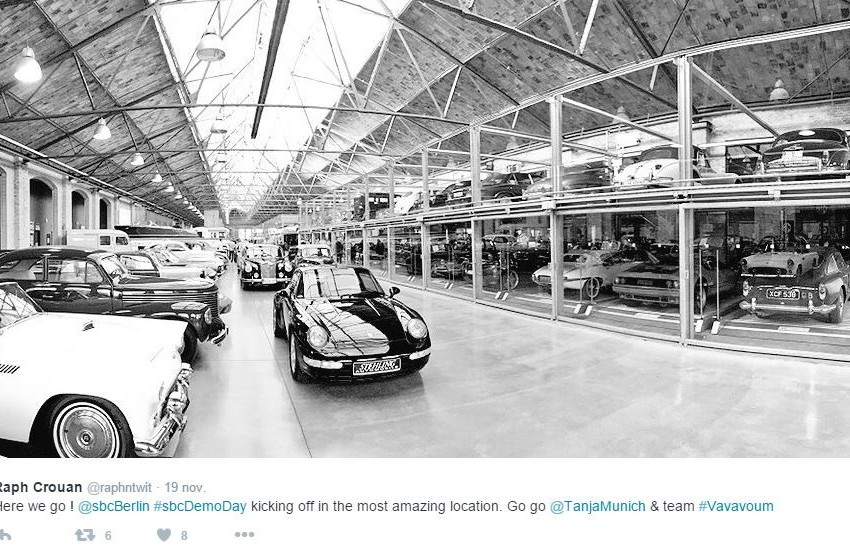 XCF 538
Raph Crouan @raphntwit · 19 nov.
Here we go ! @sbcBerlin #sbcDemoDay kicking off in the most amazing location. Go go @TanjaMunich & team #Vavavoum
6
8